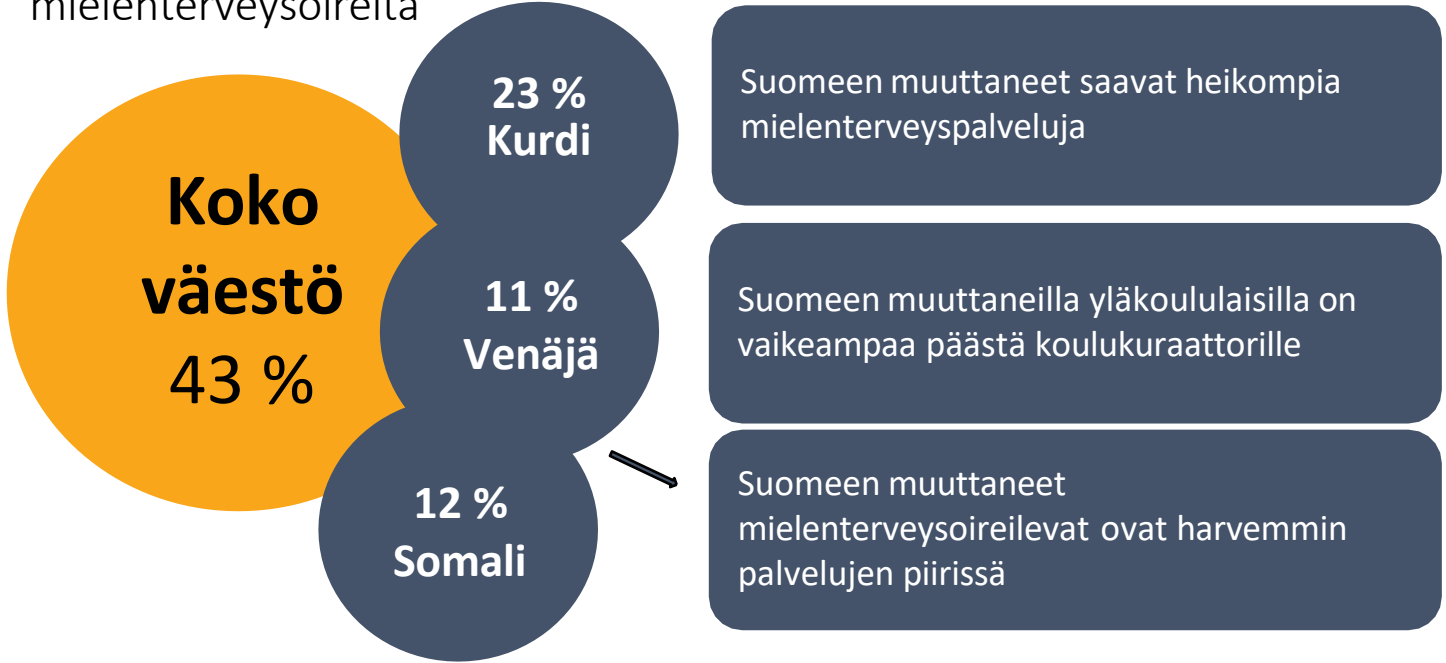 mielenterveysoireita
Koko
väestö
43 %
23 %
Kurdi
11 %
Venäjä
12 %
Somali
Suomeen muuttaneet saavat heikompia
mielenterveyspalveluja
Suomeen muuttaneilla yläkoululaisilla on
vaikeampaa päästä koulukuraattorille
Suomeen muuttaneet
mielenterveysoireilevat ovat harvemmin
palvelujen piirissä